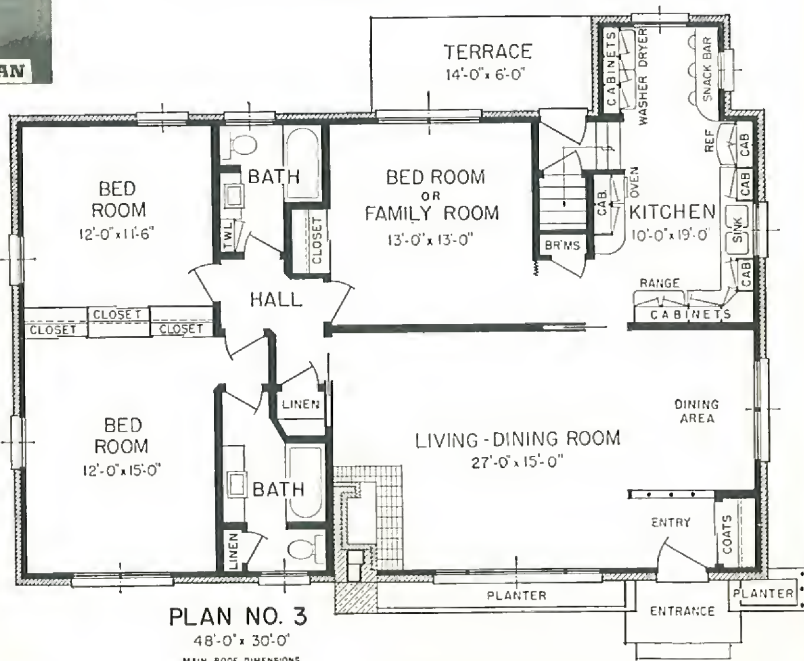 AN
TERRACE
14'-0" x 6'-0"
CABINETS
WASHER DRYER
SNACK BAR
REF
CAB
CAB
BED
ROOM
12'-0" x 11'-6"
BATH
TWL
CLOSET
BED ROOM
OR
FAMILY ROOM
13'-0" x 13'-0"
CAB.
OVEN
KITCHEN
10'-0" x 19'-0"
SINK
CAB
BR'MS
RANGE
CABINETS
HALL
CLOSET
CLOSET
CLOSET
LINEN
BED
ROOM
12'-0" x 15'-0"
BATH
LINEN
LIVING-DINING ROOM
27'-0" x 15'-0"
DINING
AREA
ENTRY
COATS
PLANTER
ENTRANCE
PLANTER
PLAN NO. 3
48'-0" x 30'-0"
MAIN ROOF DIMENSIONS